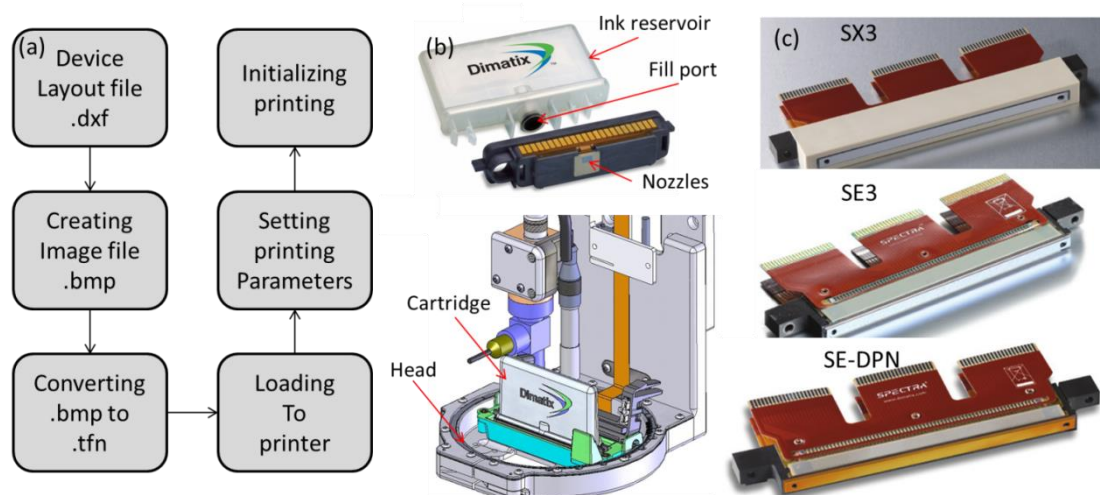 (a)
Device
Layout file
.dxf
Creating
Image file
.bmp
Converting
.bmp to
.tfn
Loading
To
printer
Setting
printing
Parameters
Initializing
printing
(b)
Dimatix
Ink reservoir
Fill port
Nozzles
Cartridge
Head
Dimatix
(c)
SX3
SE3
SPECTRA
SE-DPN
SPECTRA